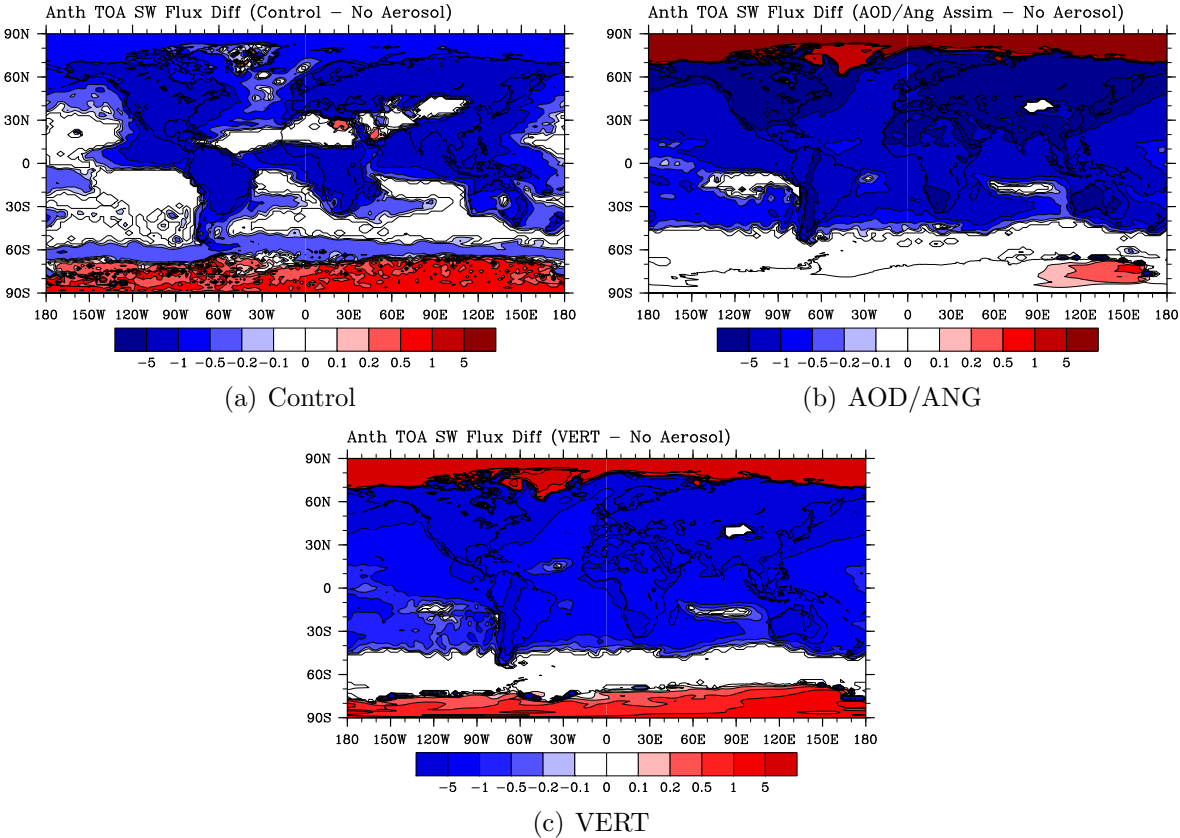 Anth TOA SW Flux Diff (Control – No Aerosol)
90N
60N
30N
0
30S
60S
90S
180 150W 120W 90W 60W 30W 0 30E 60E 90E 120E 150E 180
-5 -1 -0.5 -0.2 -0.1 0 0.1 0.2 0.5 1 5
(a) Control
Anth TOA SW Flux Diff (AOD/Ang Assim – No Aerosol)
90N
60N
30N
0
30S
60S
90S
180 150W 120W 90W 60W 30W 0 30E 60E 90E 120E 150E 180
-5 -1 -0.5 -0.2 -0.1 0 0.1 0.2 0.5 1 5
(b) AOD/ANG
Anth TOA SW Flux Diff (VERT – No Aerosol)
90N
60N
30N
0
30S
60S
90S
180 150W 120W 90W 60W 30W 0 30E 60E 90E 120E 150E 180
-5 -1 -0.5 -0.2 -0.1 0 0.1 0.2 0.5 1 5
(c) VERT